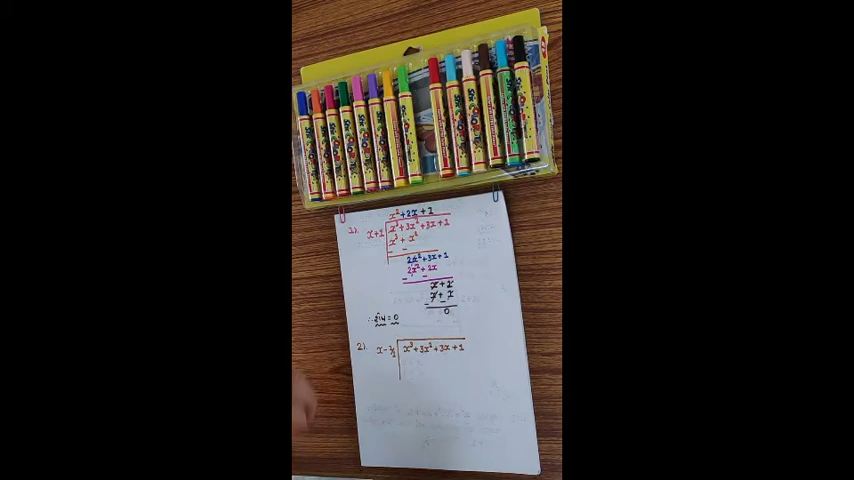 x² + 2x + 1
1). x + 1 x³ + 3x² + 3x + 1
x³ + x²
- -
2x² + 3x + 1
2x² + 2x
- -
x + 1
x + 1
- -
0
∴ மீதி = 0
2). x - 1/2 x³ + 3x² + 3x + 1